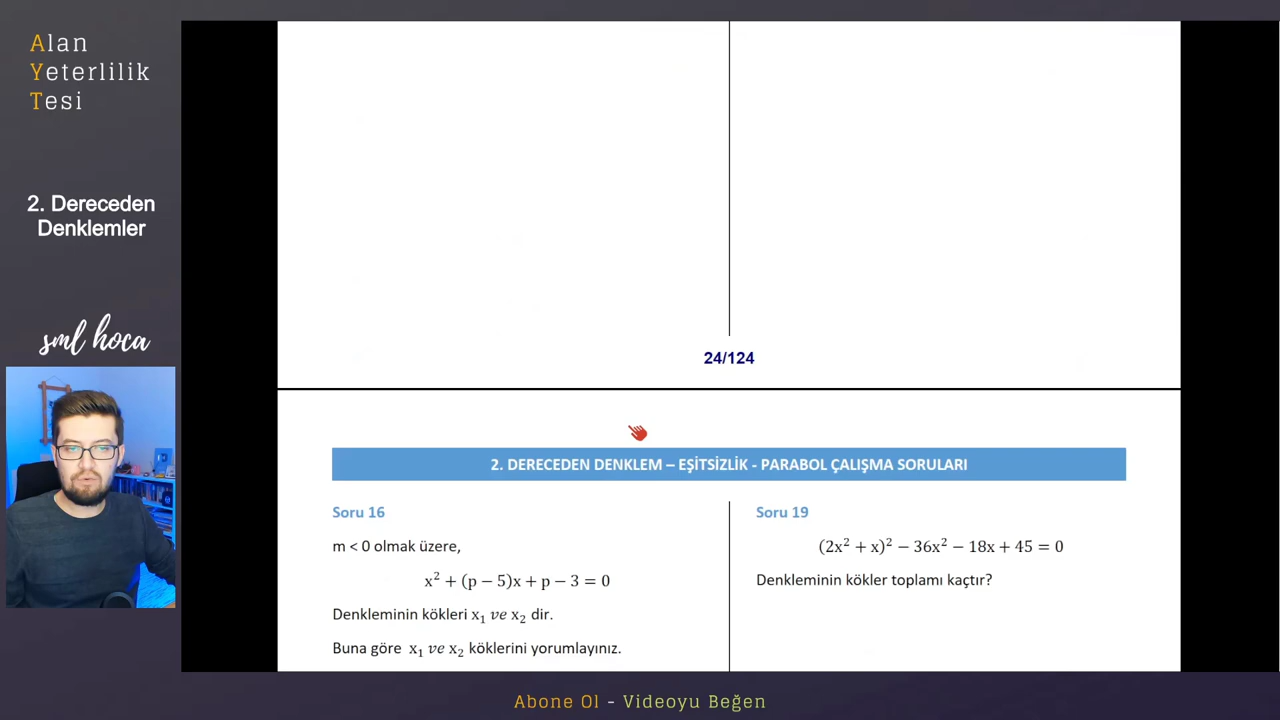 Alan
Yeterlilik
Tesi
2. Dereceden
Denklemler
sml hoca
24/124
2. DERECEDEN DENKLEM – EŞİTSİZLİK - PARABOL ÇALIŞMA SORULARI
Soru 16
m < 0 olmak üzere,
x² + (p − 5)x + p − 3 = 0
Denkleminin kökleri x₁ ve x₂ dir.
Buna göre x₁ ve x₂ köklerini yorumlayınız.
Soru 19
(2x² + x)² − 36x² − 18x + 45 = 0
Denkleminin kökler toplamı kaçtır?
Abone Ol - Videoyu Beğen